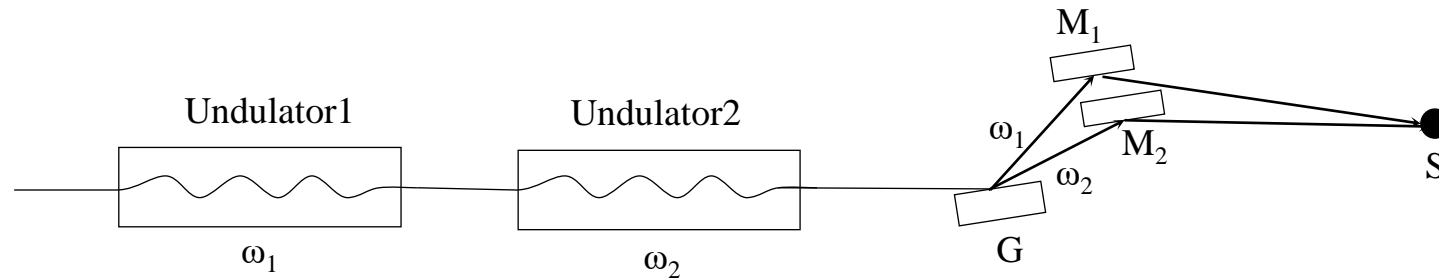 M₁
Undulator1
Undulator2
ω₁
M₂
S
ω₂
G
ω₁
ω₂